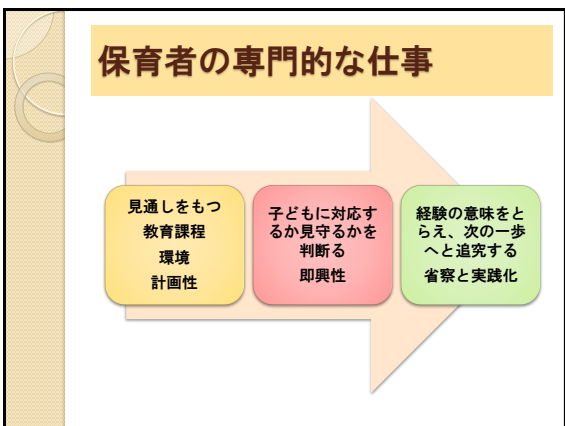 保育者の専門的な仕事
見通しをもつ
教育課程
環境
計画性
子どもに対応す
るか見守るかを
判断る
即興性
経験の意味をと
らえ、次の一歩
へと追究する
省察と実践化